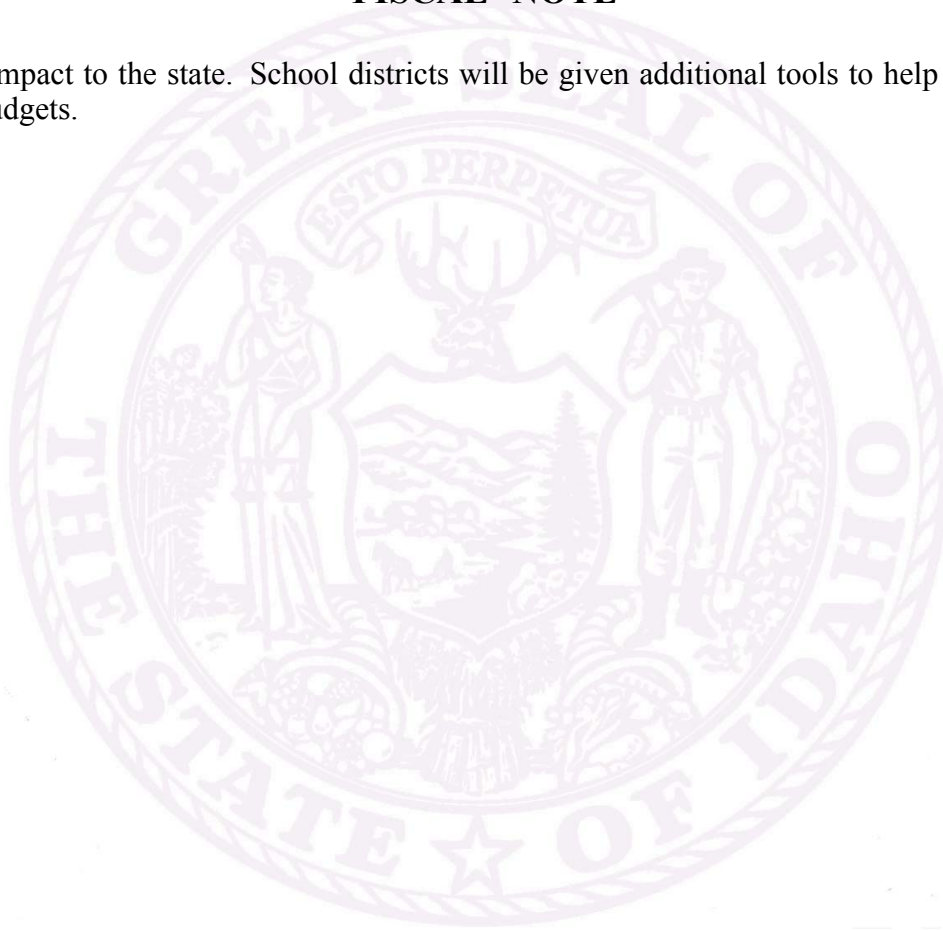 FISCAL NOTE
mpact to the state. School districts will be given additional tools to help
udgets.
GREAT SEAL OF
ESTO PERPETUA
THE STATE OF IDAHO